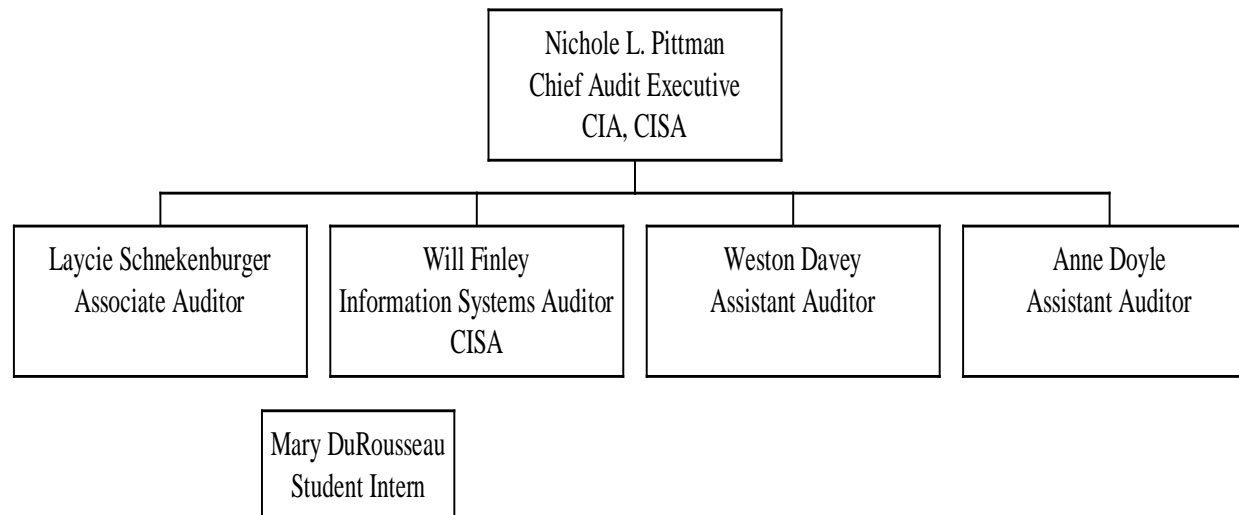 Nichole L. Pittman
Chief Audit Executive
CIA, CISA
Laycie Schnekenburger
Associate Auditor
Will Finley
Information Systems Auditor
CISA
Weston Davey
Assistant Auditor
Anne Doyle
Assistant Auditor
Mary DuRousseau
Student Intern